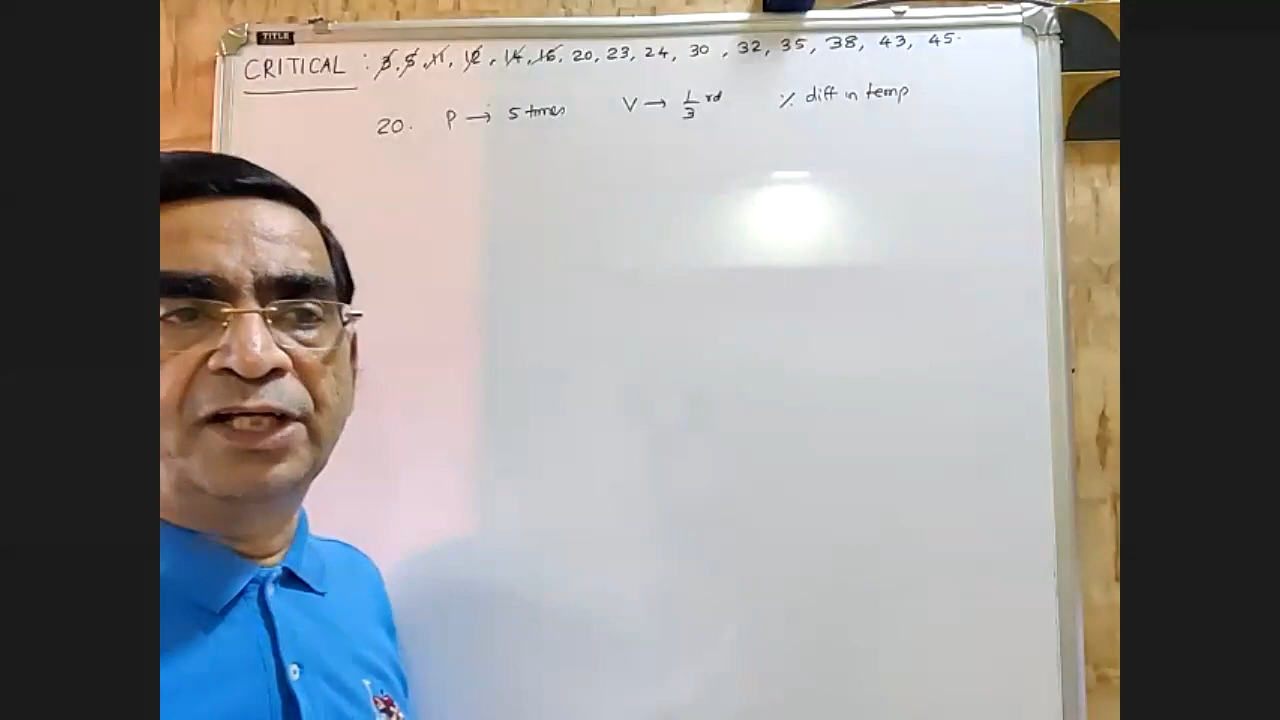 TITLE
CRITICAL : 3, 5, 11, 12, 14, 16, 20, 23, 24, 30, 32, 35, 38, 43, 45.
20. P → 5 times V → 1/3 rd % diff in temp